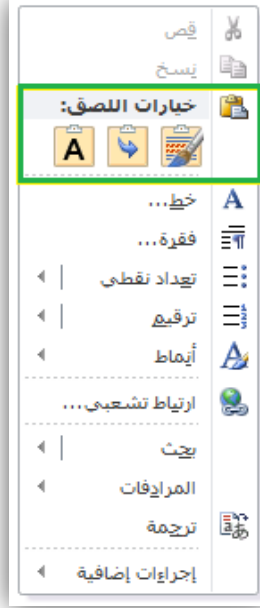 قص
نسخ
خيارات اللصق:
A
خط...
فقرة...
تعداد نقطي
ترقيم
أنماط
ارتباط تشعبي...
بحث
المرادفات
ترجمة
إجراءات إضافية